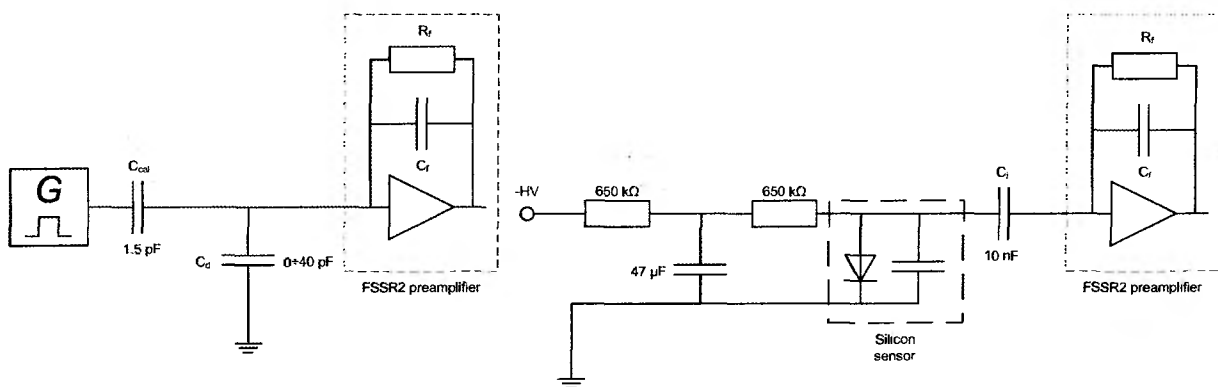 G
C_cal
1.5 pF
C_d
0÷40 pF
R_f
C_f
FSSR2 preamplifier
-HV
650 kΩ
650 kΩ
47 µF
Silicon
sensor
C_i
10 nF
R_f
C_f
FSSR2 preamplifier